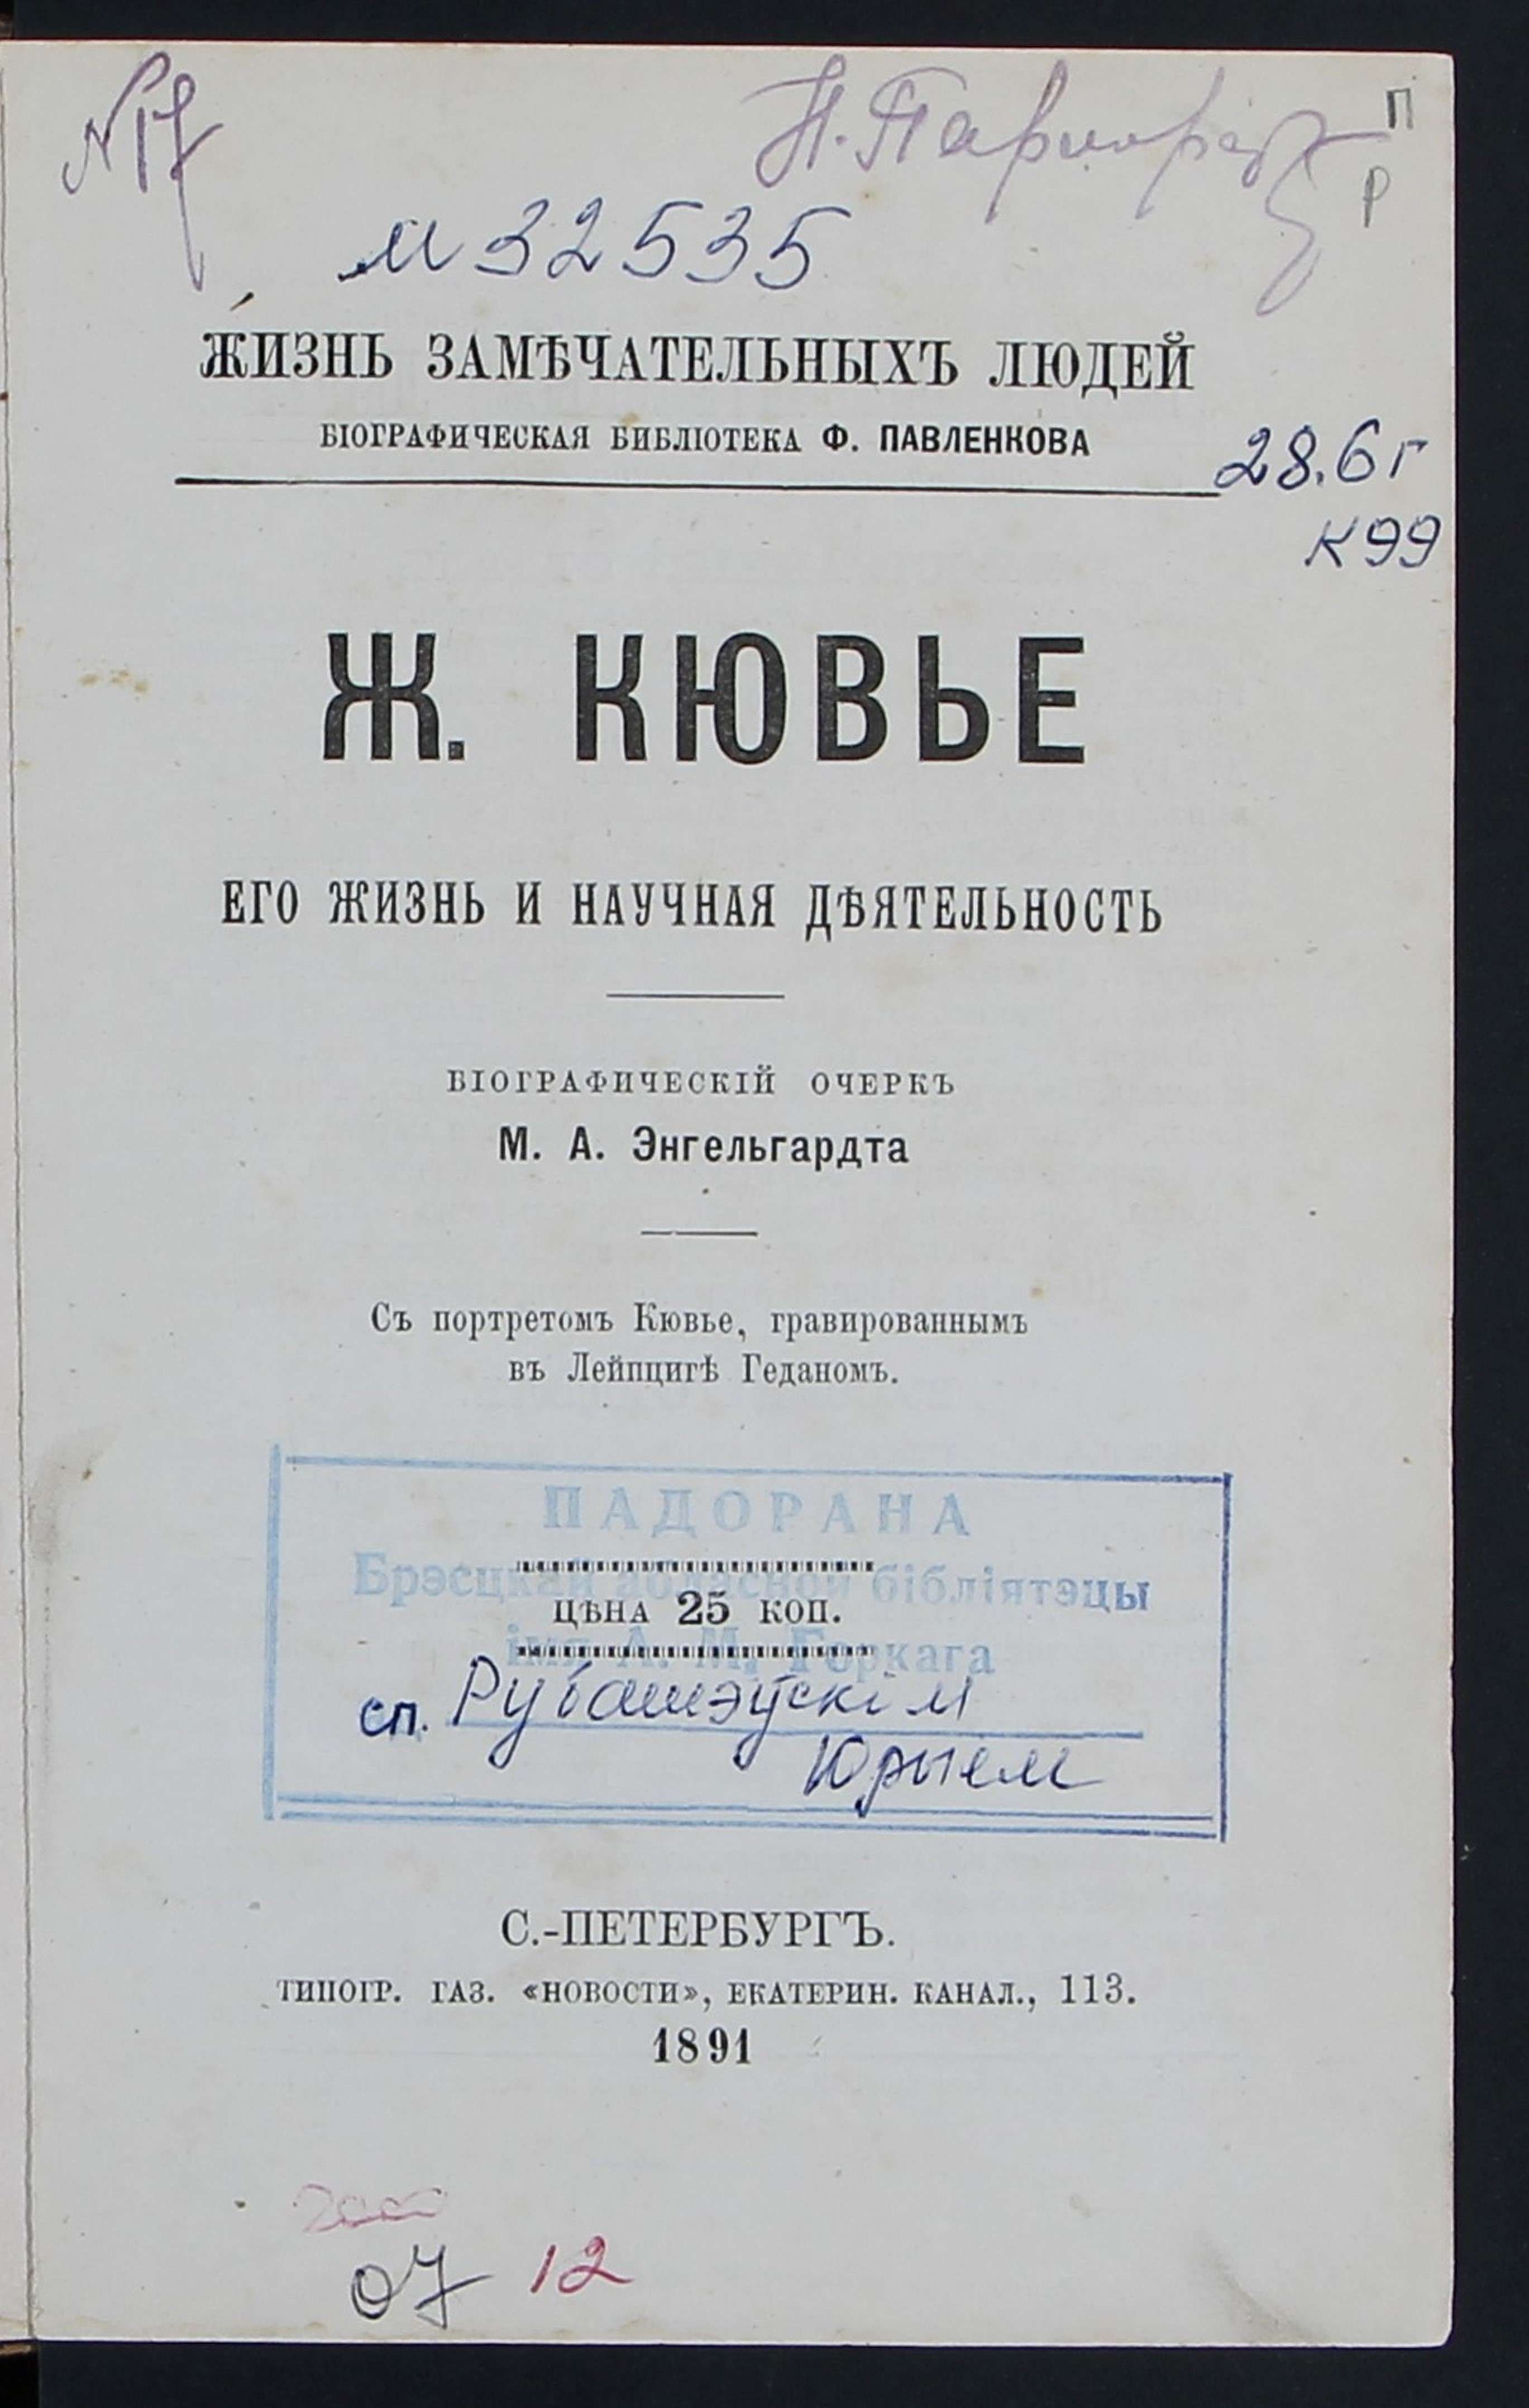 №17
П
Р
м 32535
ЖИЗНЬ ЗАМѢЧАТЕЛЬНЫХЪ ЛЮДЕЙ
БІОГРАФИЧЕСКАЯ БИБЛІОТЕКА Ф. ПАВЛЕНКОВА
28.6г
К99
Ж. КЮВЬЕ
ЕГО ЖИЗНЬ И НАУЧНАЯ ДѢЯТЕЛЬНОСТЬ
БІОГРАФИЧЕСКІЙ ОЧЕРКЪ
М. А. Энгельгардта
Съ портретомъ Кювье, гравированнымъ
въ Лейпцигѣ Геданомъ.
ПАДОРАНА
Брэсцкай абласной бібліятэцы
ЦѢНА 25 КОП.
імя А. М. Горкага
сп. Рубашэўскім
Юрыем
С.-ПЕТЕРБУРГЪ.
ТИПОГР. ГАЗ. «НОВОСТИ», ЕКАТЕРИН. КАНАЛ., 113.
1891
07 12